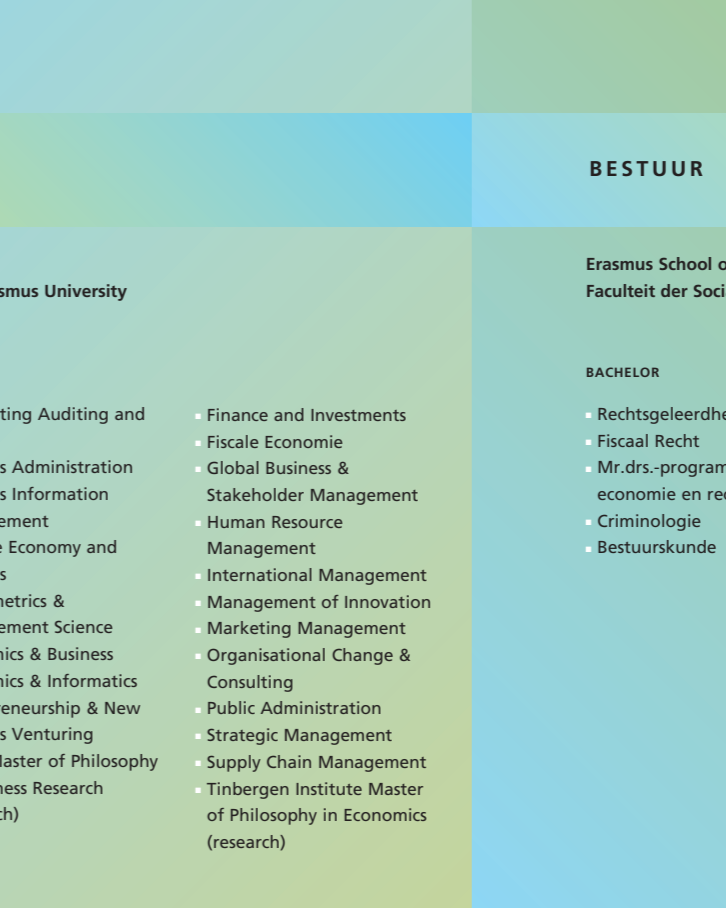 smus University
ting Auditing and
s Administration
s Information
ement
e Economy and
s
netrics &
ement Science
nics & Business
nics & Informatics
reneurship & New
s Venturing
Master of Philosophy
ness Research
ch)
Finance and Investments
Fiscale Economie
Global Business &
Stakeholder Management
Human Resource
Management
International Management
Management of Innovation
Marketing Management
Organisational Change &
Consulting
Public Administration
Strategic Management
Supply Chain Management
Tinbergen Institute Master
of Philosophy in Economics
(research)
BESTUUR
Erasmus School o
Faculteit der Soci
BACHELOR
Rechtsgeleerdhe
Fiscaal Recht
Mr.drs.-program
economie en rec
Criminologie
Bestuurskunde